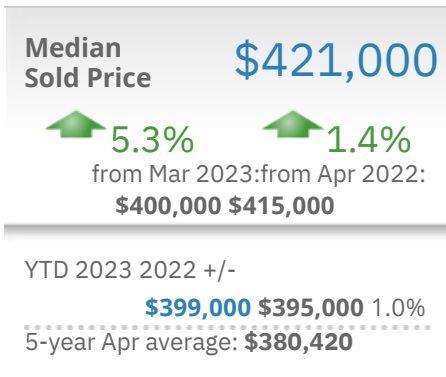 Median
Sold Price
$421,000
5.3% 1.4%
from Mar 2023:from Apr 2022:
$400,000 $415,000
YTD 2023 2022 +/-
$399,000 $395,000 1.0%
5-year Apr average: $380,420